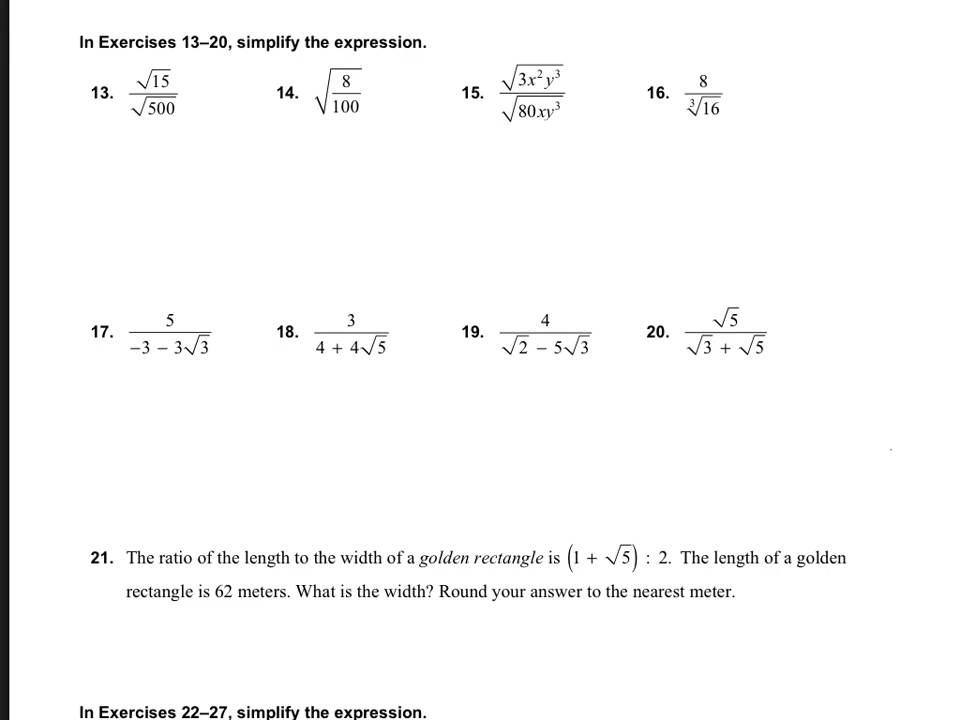 In Exercises 13–20, simplify the expression.
13. √15/√500 14. √(8/100) 15. √(3x²y³)/√(80xy³) 16. 8/∛16
17. 5/(−3 − 3√3) 18. 3/(4 + 4√5) 19. 4/(√2 − 5√3) 20. √5/(√3 + √5)
21. The ratio of the length to the width of a golden rectangle is (1 + √5) : 2. The length of a golden
rectangle is 62 meters. What is the width? Round your answer to the nearest meter.
In Exercises 22–27, simplify the expression.